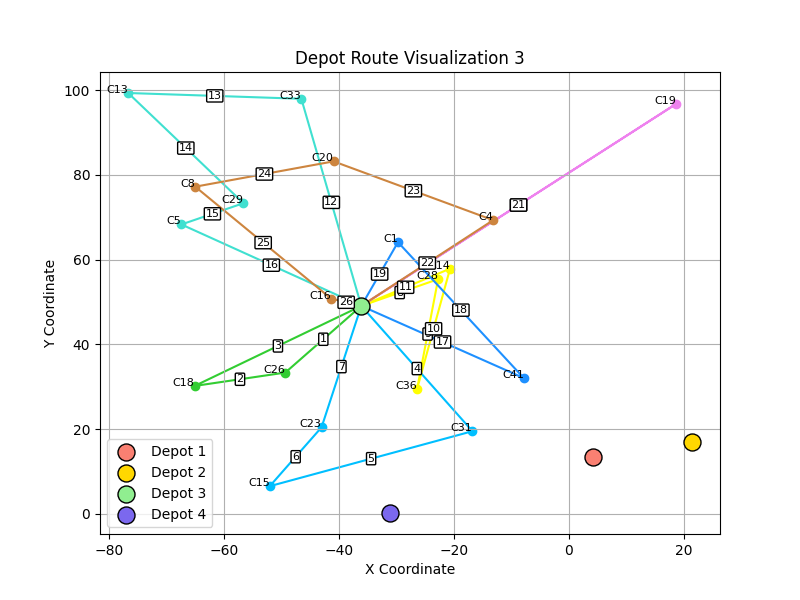 Depot Route Visualization 3
Y Coordinate
100
80
60
40
20
0
C13
13
C33
C19
14
C20
24
23
C8
C29
12
21
C5
15
C4
25
C1
16
22
14
19
C28
11
C16
26
18
10
1
17
3
C18
2
C26
7
4
C41
C36
C23
C31
6
5
C15
Depot 1
Depot 2
Depot 3
Depot 4
−80
−60
−40
−20
0
20
X Coordinate